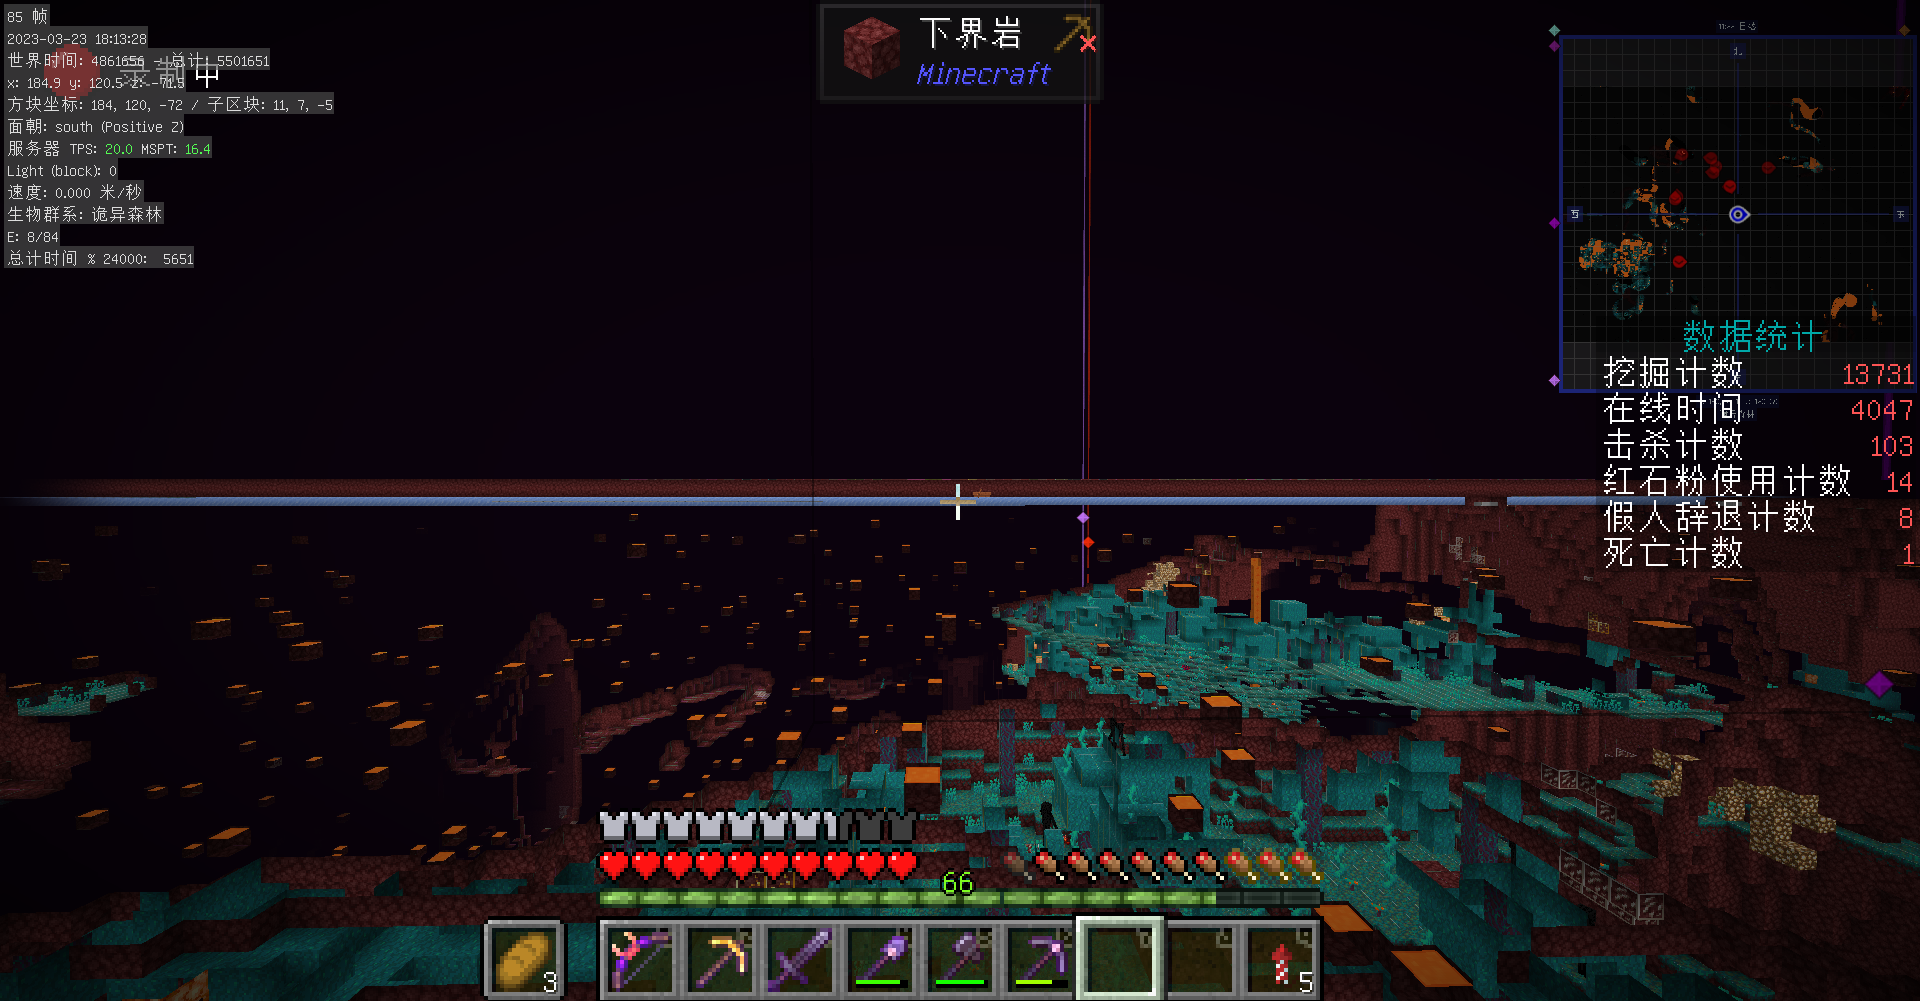 85 帧
2023-03-23 18:13:28
世界时间: 4861656 - 总计: 5501651
录制中
x: 184.9 y: 120.5 z: -71.5
方块坐标: 184, 120, -72 / 子区块: 11, 7, -5
面朝: south (Positive Z)
服务器 TPS: 20.0 MSPT: 16.4
Light (block): 0
速度: 0.000 米/秒
生物群系: 诡异森林
E: 8/84
总计时间 % 24000: 5651
下界岩
Minecraft
数据统计
挖掘计数 13731
在线时间 4047
击杀计数 103
红石粉使用计数 14
假人辞退计数 8
死亡计数 1
66
3
5